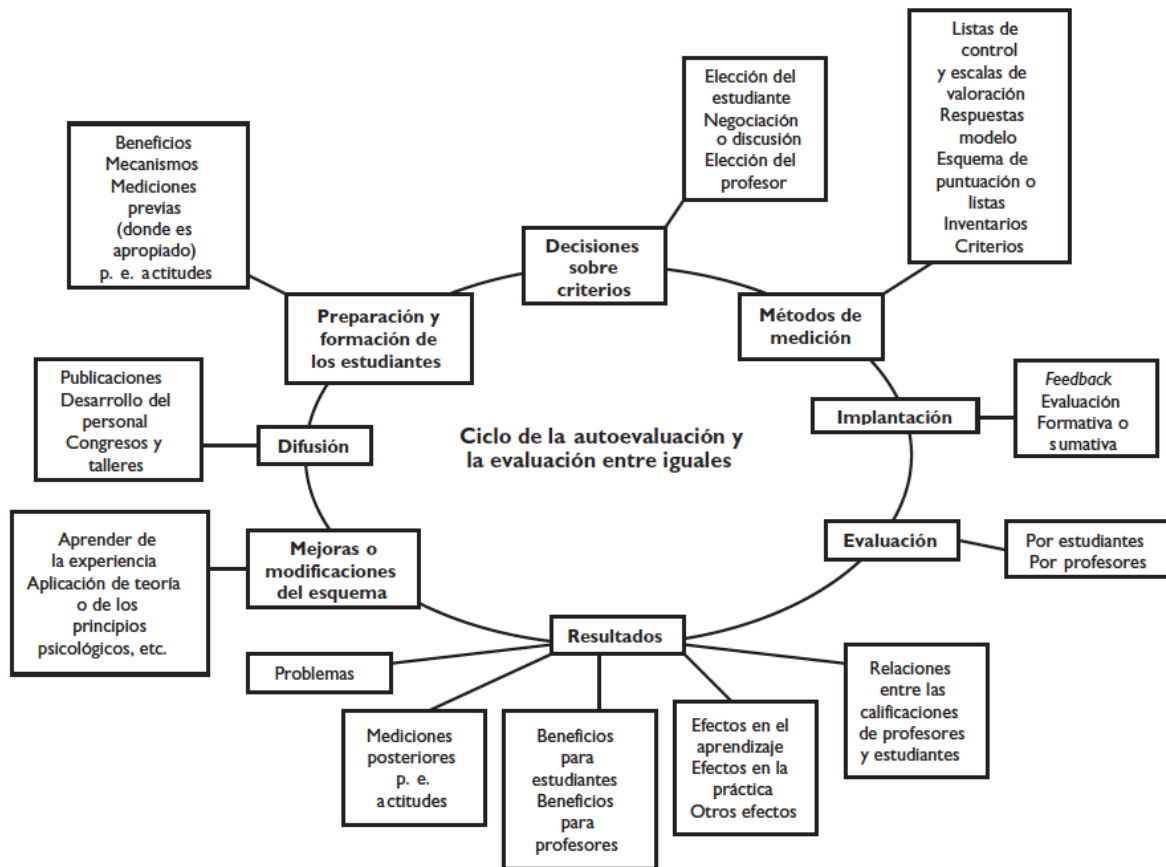 Listas de
control
y escalas de
valoración
Respuestas
modelo
Esquema de
puntuación o
listas
Inventarios
Criterios
Elección del
estudiante
Negociación
o discusión
Elección del
profesor
Beneficios
Mecanismos
Mediciones
previas
(donde es
apropiado)
p. e. actitudes
Decisiones
sobre
criterios
Preparación y
formación de
los estudiantes
Métodos de
medición
Publicaciones
Desarrollo del
personal
Congresos y
talleres
Difusión
Ciclo de la autoevaluación y
la evaluación entre iguales
Implantación
Feedback
Evaluación
Formativa o
sumativa
Aprender de
la experiencia
Aplicación de teoría
o de los
principios
psicológicos, etc.
Mejoras o
modificaciones
del esquema
Evaluación
Por estudiantes
Por profesores
Resultados
Problemas
Mediciones
posteriores
p. e.
actitudes
Beneficios
para
estudiantes
Beneficios
para
profesores
Efectos en el
aprendizaje
Efectos en la
práctica
Otros efectos
Relaciones
entre las
calificaciones
de profesores
y estudiantes